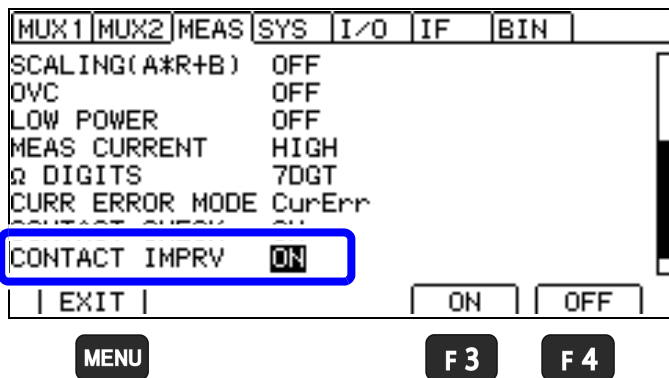 MUX1 MUX2 MEAS SYS I/O IF BIN
SCALING(A*R+B) OFF
OVC OFF
LOW POWER OFF
MEAS CURRENT HIGH
Ω DIGITS 7DGT
CURR ERROR MODE CurErr
CONTACT IMPRV ON
EXIT ON OFF
MENU F3 F4